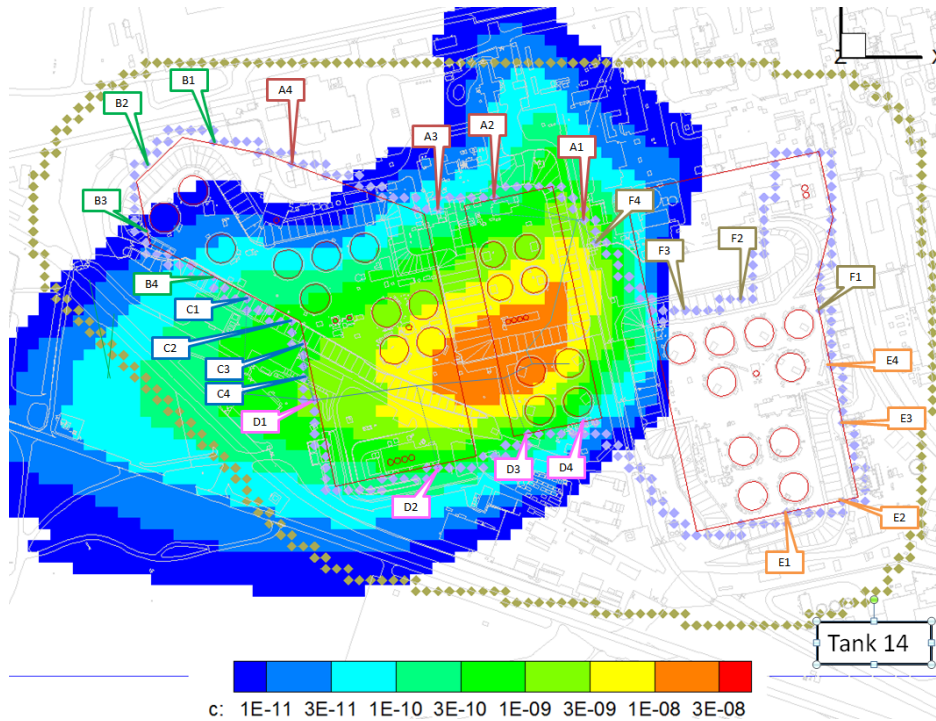 Z X
B1
A4
B2
A2
A3
A1
B3
F4
F2
F3
F1
B4
C1
C2
C3
E4
C4
D1
E3
D3
D4
D2
E2
E1
Tank 14
c: 1E-11 3E-11 1E-10 3E-10 1E-09 3E-09 1E-08 3E-08